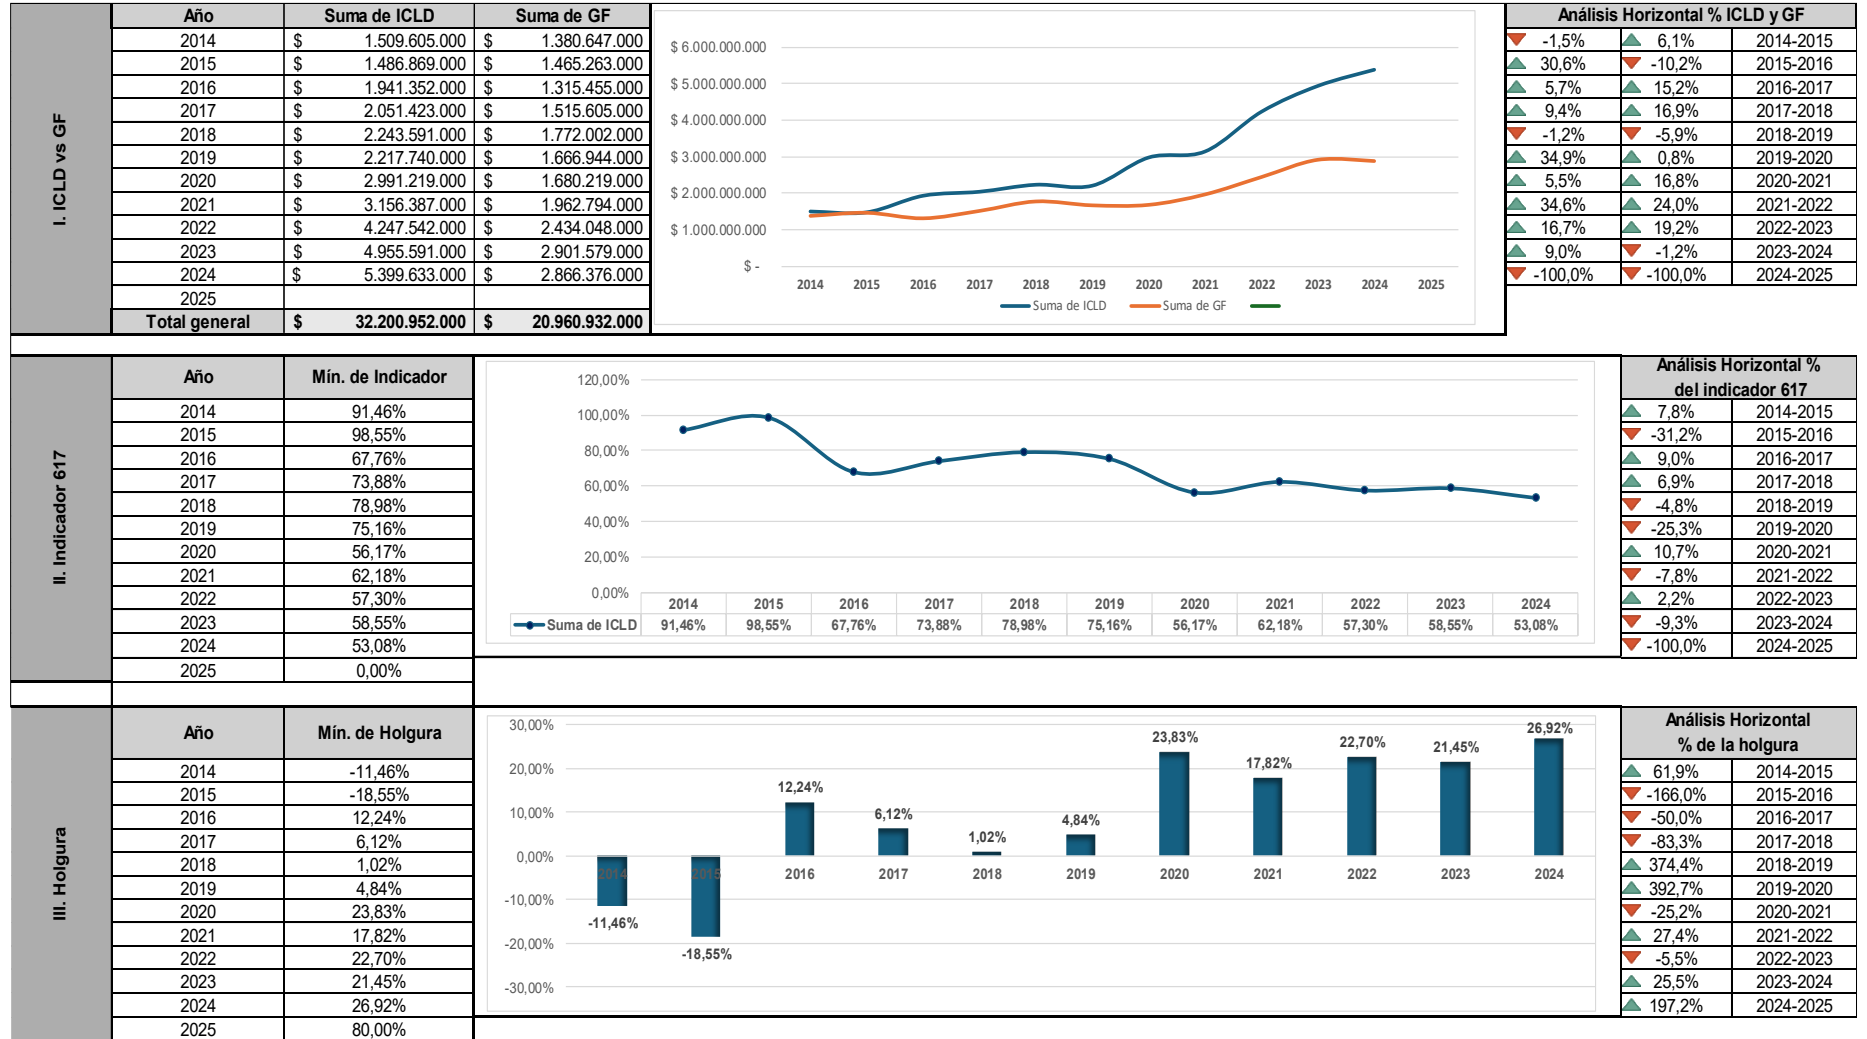 I. ICLD vs GF
Año Suma de ICLD Suma de GF
2014 $ 1.509.605.000 $ 1.380.647.000
2015 $ 1.486.869.000 $ 1.465.263.000
2016 $ 1.941.352.000 $ 1.315.455.000
2017 $ 2.051.423.000 $ 1.515.605.000
2018 $ 2.243.591.000 $ 1.772.002.000
2019 $ 2.217.740.000 $ 1.666.944.000
2020 $ 2.991.219.000 $ 1.680.219.000
2021 $ 3.156.387.000 $ 1.962.794.000
2022 $ 4.247.542.000 $ 2.434.048.000
2023 $ 4.955.591.000 $ 2.901.579.000
2024 $ 5.399.633.000 $ 2.866.376.000
2025
Total general $ 32.200.952.000 $ 20.960.932.000
$ 6.000.000.000
$ 5.000.000.000
$ 4.000.000.000
$ 3.000.000.000
$ 2.000.000.000
$ 1.000.000.000
$ -
2014 2015 2016 2017 2018 2019 2020 2021 2022 2023 2024 2025
Suma de ICLD Suma de GF
Análisis Horizontal % ICLD y GF
-1,5% 6,1% 2014-2015
30,6% -10,2% 2015-2016
5,7% 15,2% 2016-2017
9,4% 16,9% 2017-2018
-1,2% -5,9% 2018-2019
34,9% 0,8% 2019-2020
5,5% 16,8% 2020-2021
34,6% 24,0% 2021-2022
16,7% 19,2% 2022-2023
9,0% -1,2% 2023-2024
-100,0% -100,0% 2024-2025
II. Indicador 617
Año Mín. de Indicador
2014 91,46%
2015 98,55%
2016 67,76%
2017 73,88%
2018 78,98%
2019 75,16%
2020 56,17%
2021 62,18%
2022 57,30%
2023 58,55%
2024 53,08%
2025 0,00%
120,00%
100,00%
80,00%
60,00%
40,00%
20,00%
0,00%
2014 2015 2016 2017 2018 2019 2020 2021 2022 2023 2024
Suma de ICLD 91,46% 98,55% 67,76% 73,88% 78,98% 75,16% 56,17% 62,18% 57,30% 58,55% 53,08%
Análisis Horizontal %
del indicador 617
7,8% 2014-2015
-31,2% 2015-2016
9,0% 2016-2017
6,9% 2017-2018
-4,8% 2018-2019
-25,3% 2019-2020
10,7% 2020-2021
-7,8% 2021-2022
2,2% 2022-2023
-9,3% 2023-2024
-100,0% 2024-2025
III. Holgura
Año Mín. de Holgura
2014 -11,46%
2015 -18,55%
2016 12,24%
2017 6,12%
2018 1,02%
2019 4,84%
2020 23,83%
2021 17,82%
2022 22,70%
2023 21,45%
2024 26,92%
2025 80,00%
30,00%
20,00%
10,00%
0,00%
-10,00%
-20,00%
-30,00%
-11,46% -18,55% 12,24% 6,12% 1,02% 4,84% 23,83% 17,82% 22,70% 21,45% 26,92%
2014 2015 2016 2017 2018 2019 2020 2021 2022 2023 2024
Análisis Horizontal
% de la holgura
61,9% 2014-2015
-166,0% 2015-2016
-50,0% 2016-2017
-83,3% 2017-2018
374,4% 2018-2019
392,7% 2019-2020
-25,2% 2020-2021
27,4% 2021-2022
-5,5% 2022-2023
25,5% 2023-2024
197,2% 2024-2025